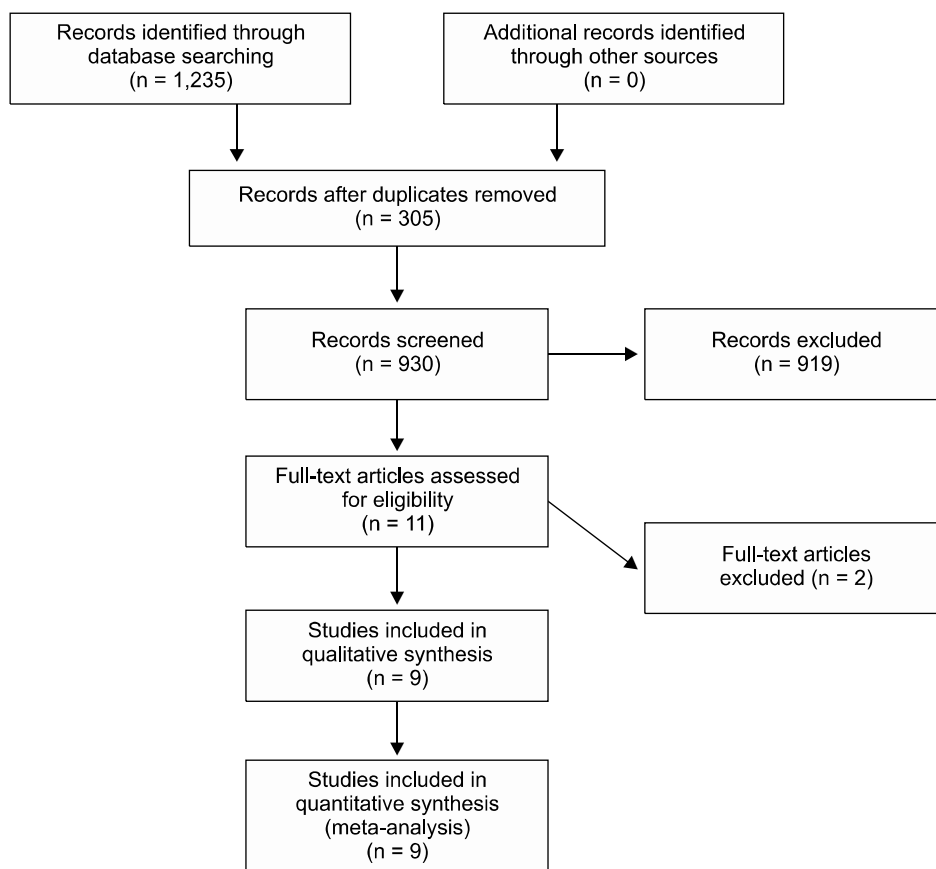 Records identified through
database searching
(n = 1,235)
Additional records identified
through other sources
(n = 0)
Records after duplicates removed
(n = 305)
Records screened
(n = 930)
Records excluded
(n = 919)
Full-text articles assessed
for eligibility
(n = 11)
Full-text articles
excluded (n = 2)
Studies included in
qualitative synthesis
(n = 9)
Studies included in
quantitative synthesis
(meta-analysis)
(n = 9)